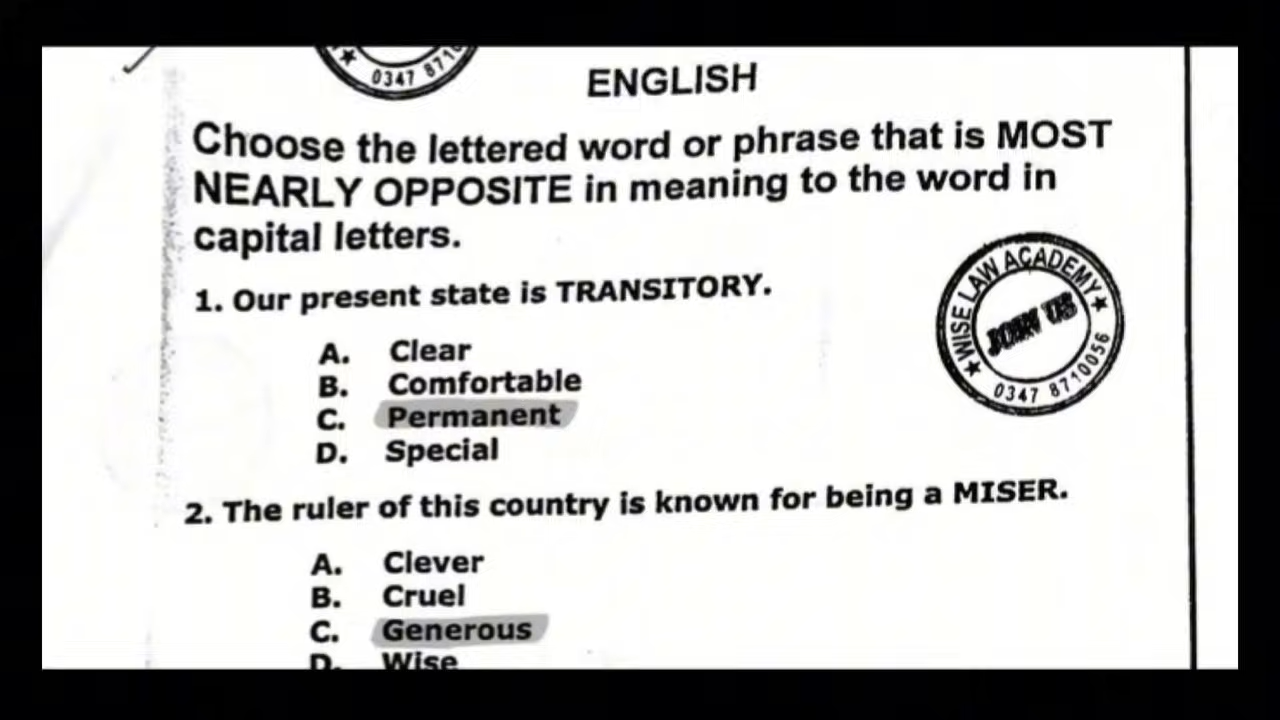 0347 8710
ENGLISH
Choose the lettered word or phrase that is MOST
NEARLY OPPOSITE in meaning to the word in
capital letters.
1. Our present state is TRANSITORY.
A. Clear
B. Comfortable
C. Permanent
D. Special
WISE LAW ACADEMY
JOIN US
0347 8710056
2. The ruler of this country is known for being a MISER.
A. Clever
B. Cruel
C. Generous
D. Wise